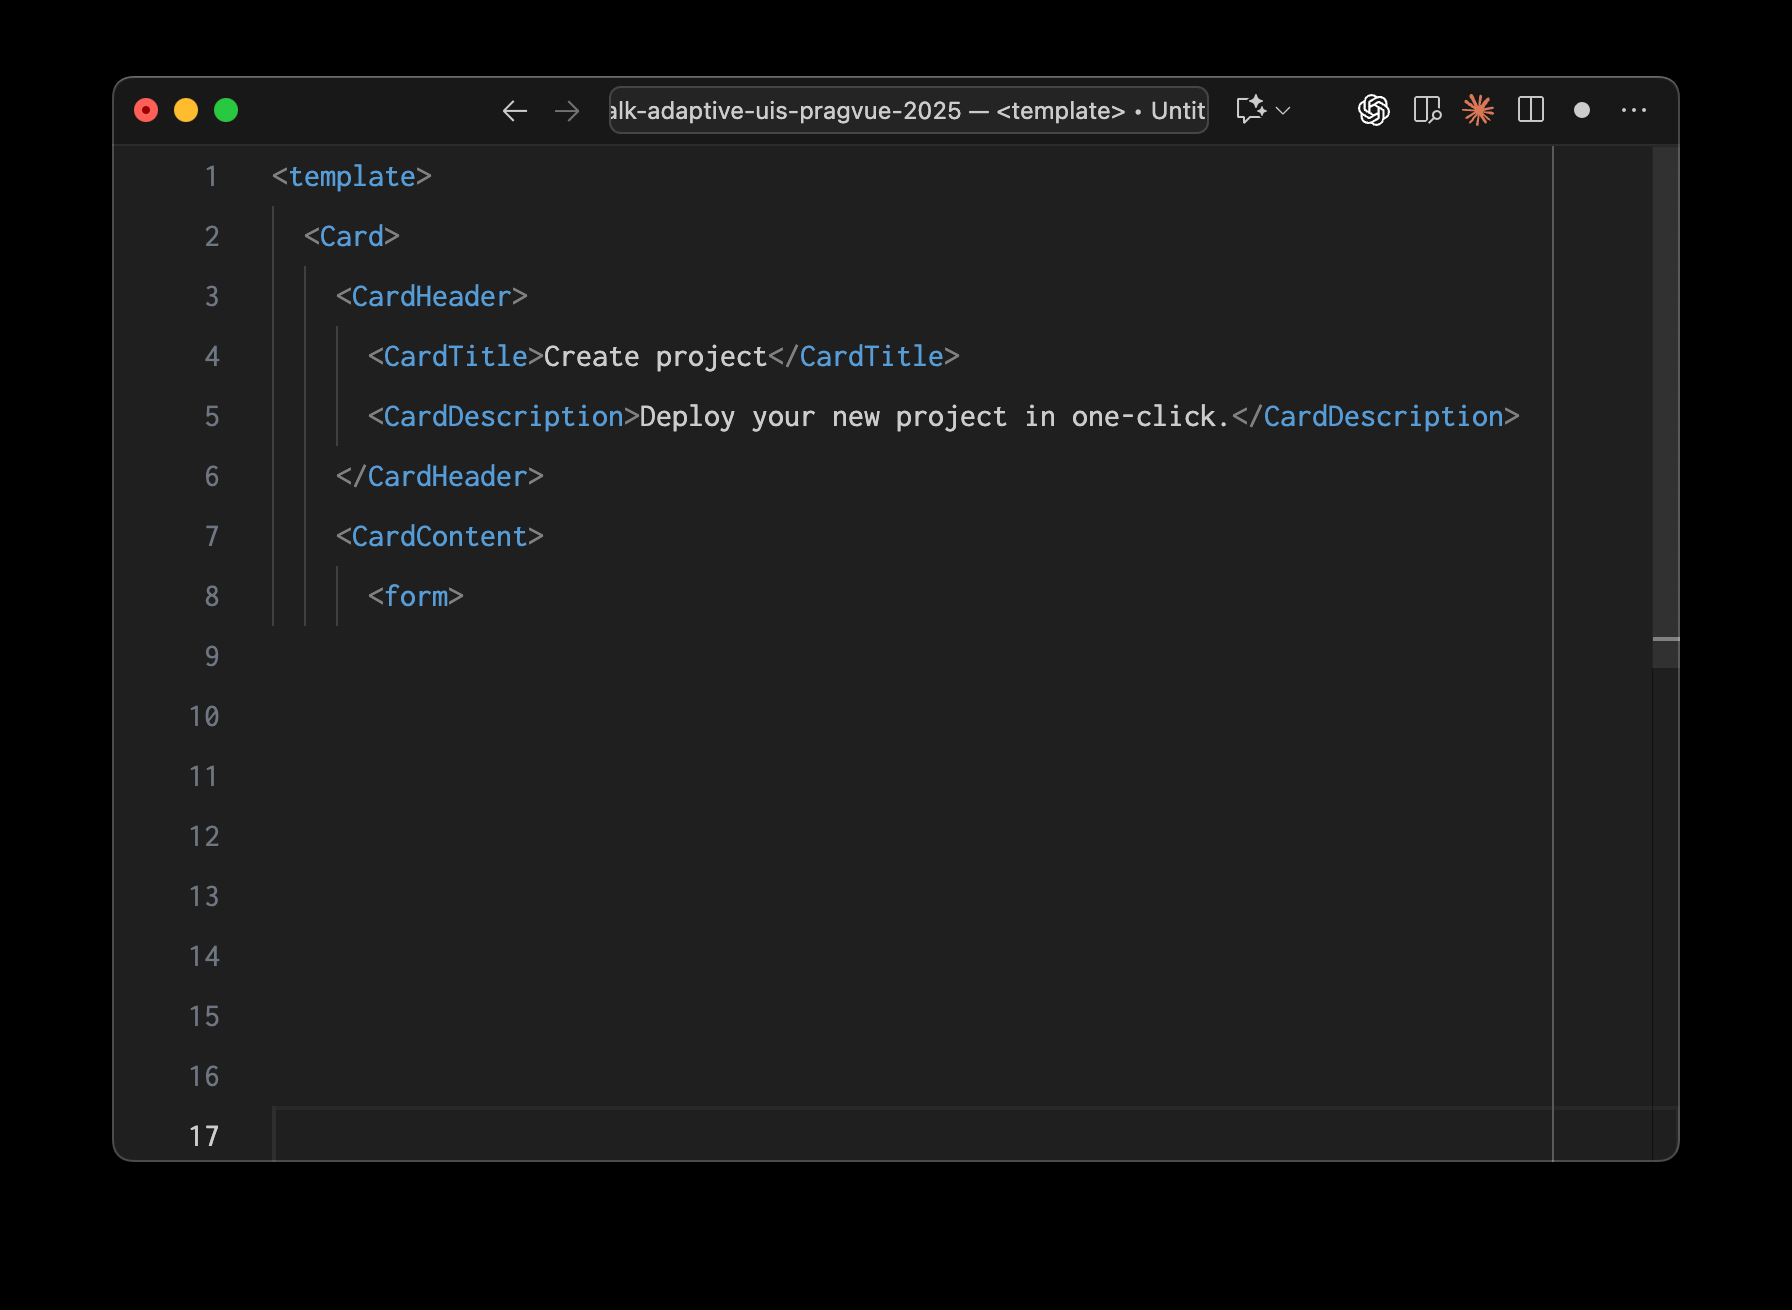 alk-adaptive-uis-pragvue-2025 — <template> • Untit
1 <template>
2 <Card>
3 <CardHeader>
4 <CardTitle>Create project</CardTitle>
5 <CardDescription>Deploy your new project in one-click.</CardDescription>
6 </CardHeader>
7 <CardContent>
8 <form>
9
10
11
12
13
14
15
16
17